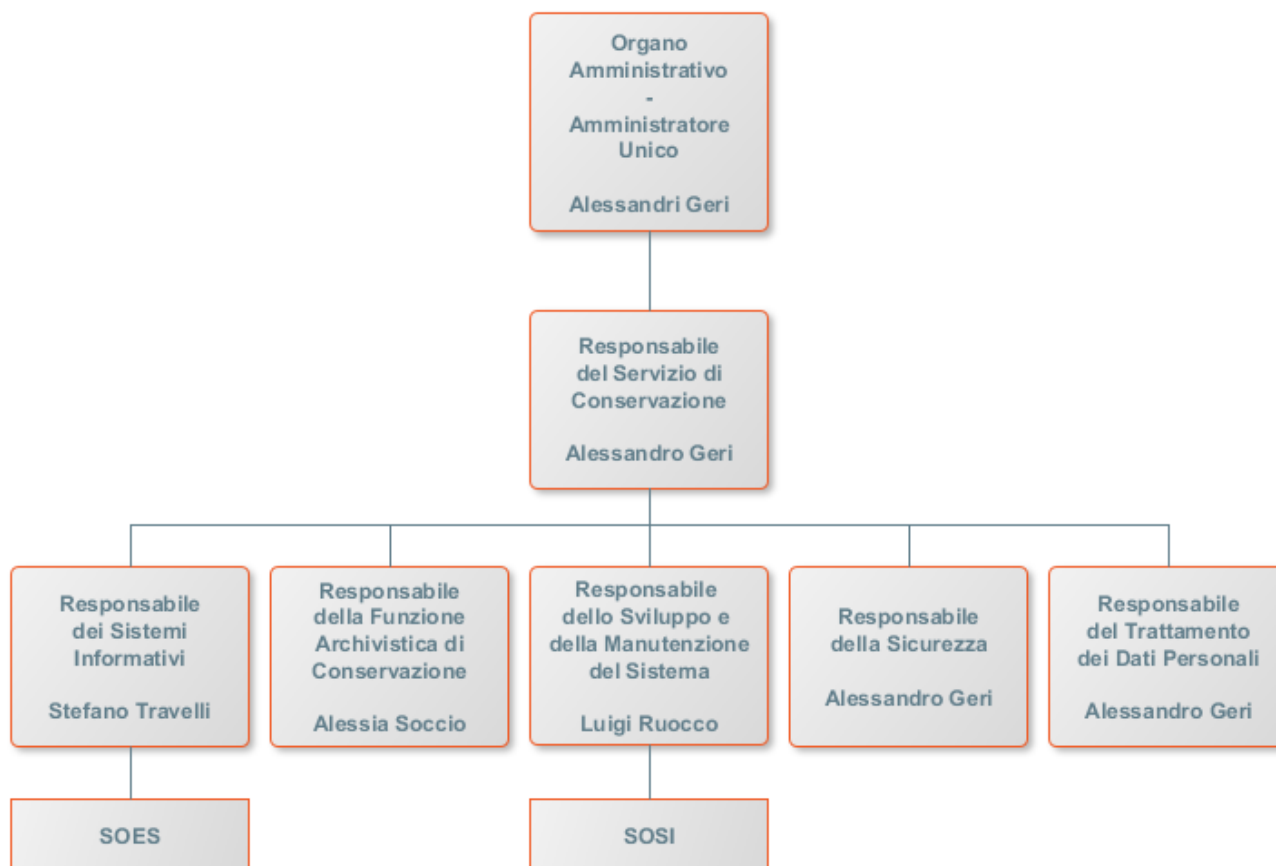 Organo
Amministrativo
-
Amministratore
Unico
Alessandri Geri
Responsabile
del Servizio di
Conservazione
Alessandro Geri
Responsabile
dei Sistemi
Informativi
Stefano Travelli
Responsabile
della Funzione
Archivistica di
Conservazione
Alessia Soccio
Responsabile
dello Sviluppo e
della Manutenzione
del Sistema
Luigi Ruocco
Responsabile
della Sicurezza
Alessandro Geri
Responsabile
del Trattamento
dei Dati Personali
Alessandro Geri
SOES
SOSI